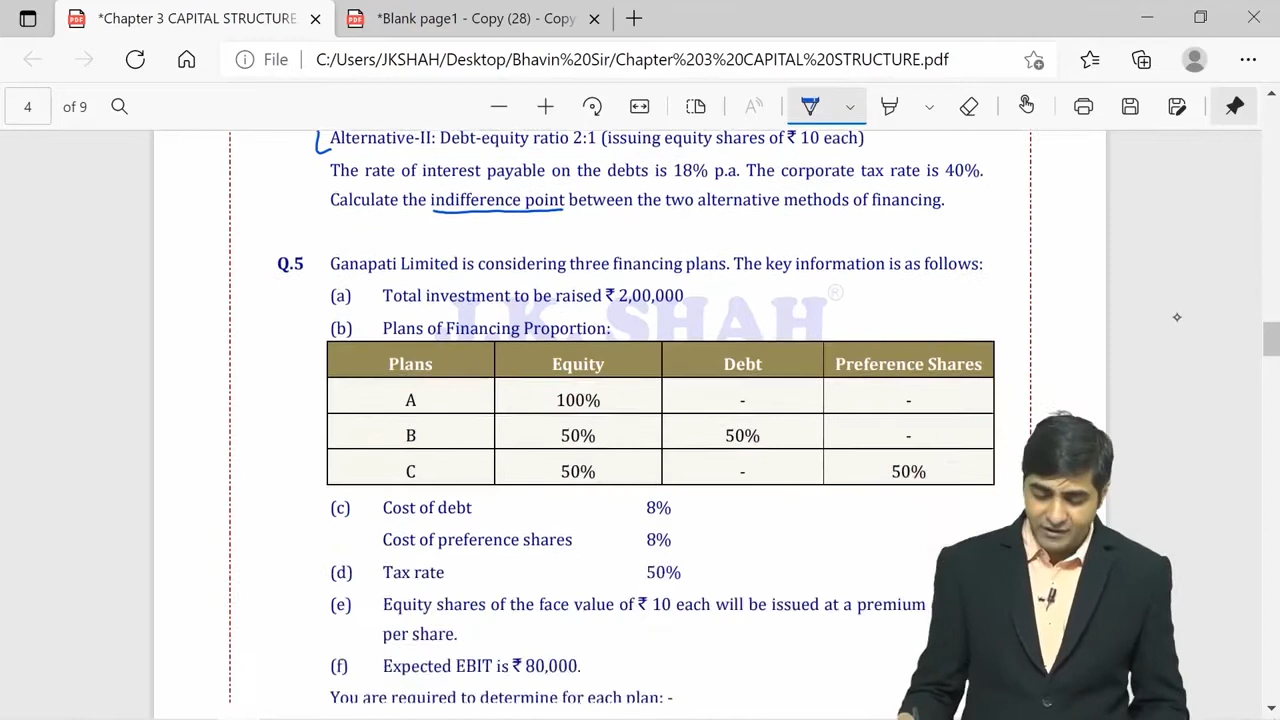 *Chapter 3 CAPITAL STRUCTURE
*Blank page1 - Copy (28) - Copy
File
C:/Users/JKSHAH/Desktop/Bhavin%20Sir/Chapter%203%20CAPITAL%20STRUCTURE.pdf
4 of 9
Alternative-II: Debt-equity ratio 2:1 (issuing equity shares of ₹ 10 each)
The rate of interest payable on the debts is 18% p.a. The corporate tax rate is 40%.
Calculate the indifference point between the two alternative methods of financing.
Q.5 Ganapati Limited is considering three financing plans. The key information is as follows:
(a) Total investment to be raised ₹ 2,00,000
J.K. SHAH ®
(b) Plans of Financing Proportion:
Plans Equity Debt Preference Shares
A 100% - -
B 50% 50% -
C 50% - 50%
(c) Cost of debt 8%
Cost of preference shares 8%
(d) Tax rate 50%
(e) Equity shares of the face value of ₹ 10 each will be issued at a premium
per share.
(f) Expected EBIT is ₹ 80,000.
You are required to determine for each plan: -